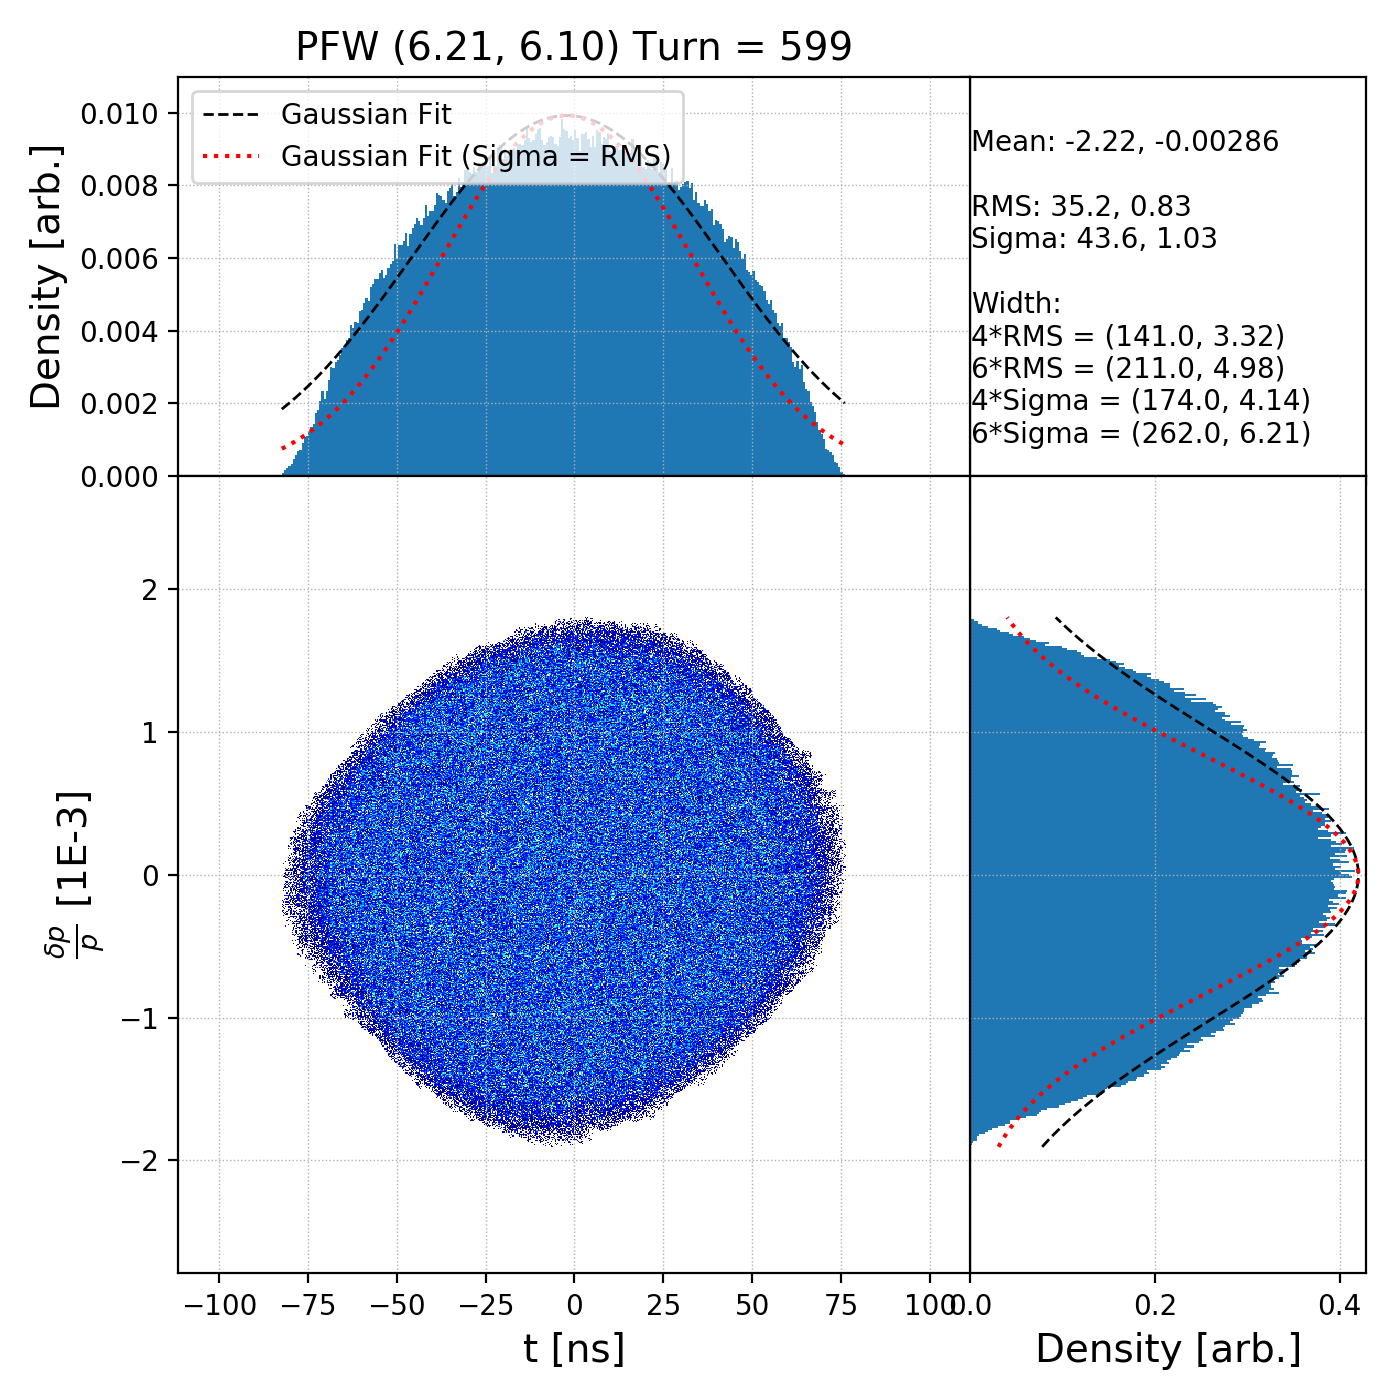 PFW (6.21, 6.10) Turn = 599
Gaussian Fit
Gaussian Fit (Sigma = RMS)
Density [arb.]
0.010
0.008
0.006
0.004
0.002
0.000
Mean: -2.22, -0.00286
RMS: 35.2, 0.83
Sigma: 43.6, 1.03
Width:
4*RMS = (141.0, 3.32)
6*RMS = (211.0, 4.98)
4*Sigma = (174.0, 4.14)
6*Sigma = (262.0, 6.21)
δp
p
[1E-3]
2
1
0
−1
−2
−100 −75 −50 −25 0 25 50 75 100
t [ns]
0.0 0.2 0.4
Density [arb.]